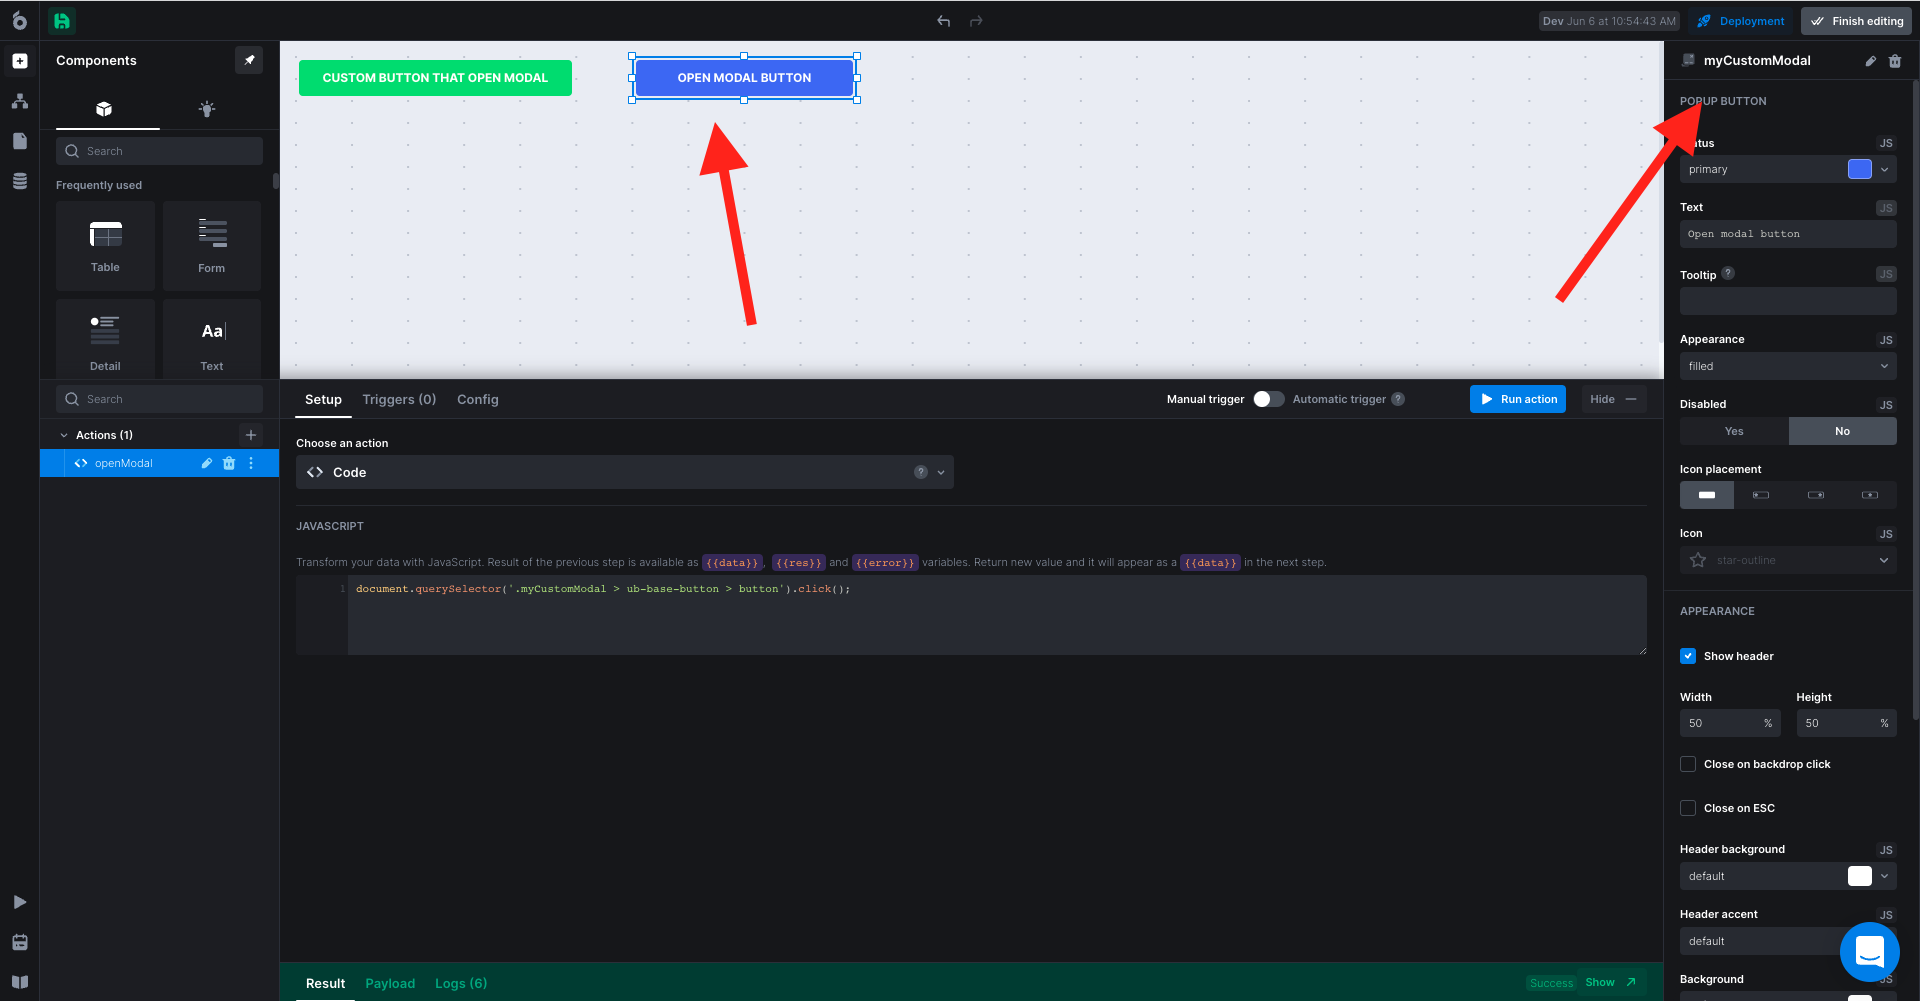 Dev Jun 6 at 10:54:43 AM
Deployment
Finish editing
Components
Search
Frequently used
Table
Form
Detail
Aa
Text
Search
Actions (1)
openModal
CUSTOM BUTTON THAT OPEN MODAL
OPEN MODAL BUTTON
Setup
Triggers (0)
Config
Manual trigger
Automatic trigger ?
Run action
Hide
Choose an action
Code
?
JAVASCRIPT
Transform your data with JavaScript. Result of the previous step is available as {{data}}, {{res}} and {{error}} variables. Return new value and it will appear as a {{data}} in the next step.
1 document.querySelector('.myCustomModal > ub-base-button > button').click();
Result
Payload
Logs (6)
Success
Show
myCustomModal
POPUP BUTTON
tus
JS
primary
Text
JS
Open modal button
Tooltip ?
JS
Appearance
JS
filled
Disabled
JS
Yes
No
Icon placement
Icon
JS
star-outline
APPEARANCE
Show header
Width
Height
50 %
50 %
Close on backdrop click
Close on ESC
Header background
JS
default
Header accent
JS
default
Background
JS